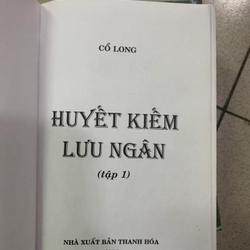 CỔ LONG
HUYẾT KIẾM
LƯU NGÂN
(tập 1)
NHÀ XUẤT BẢN THANH HÓA